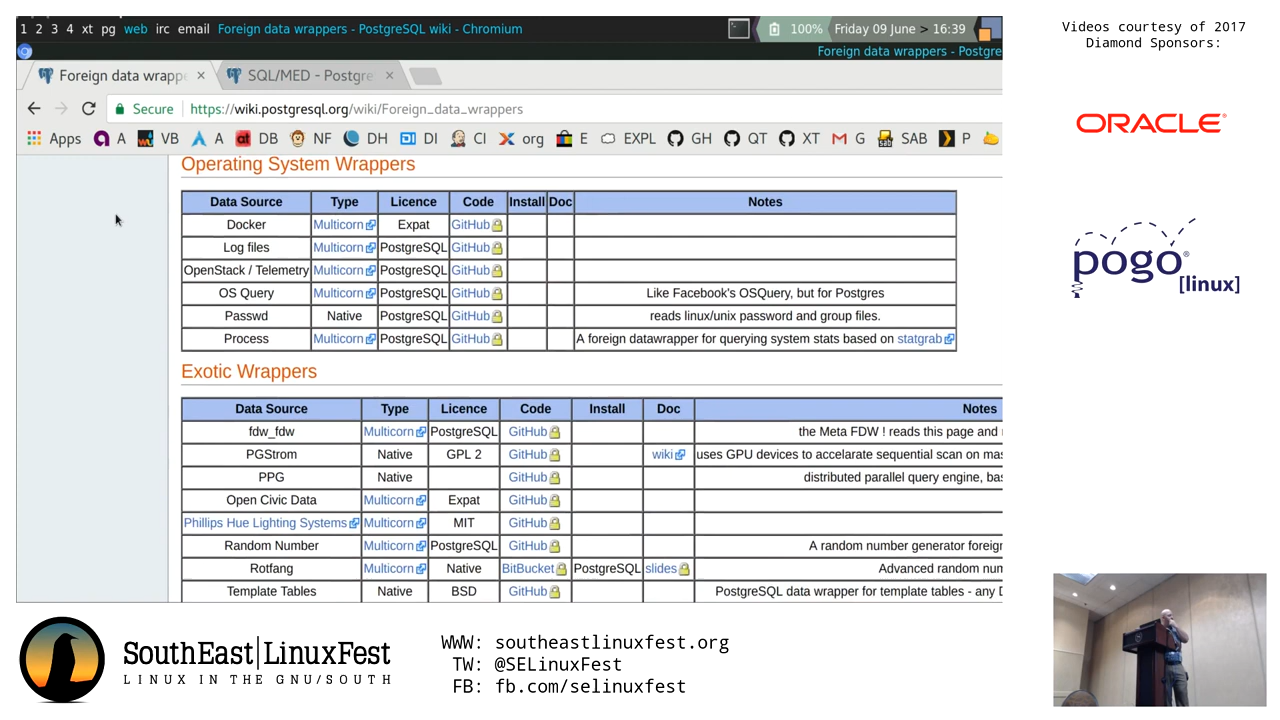 1 2 3 4 xt pg web irc email Foreign data wrappers - PostgreSQL wiki - Chromium 100% Friday 09 June > 16:39
Foreign data wrappers - Postgre
Foreign data wrappe × SQL/MED - Postgre ×
Secure https://wiki.postgresql.org/wiki/Foreign_data_wrappers
Apps A VB A DB NF DH DI CI org E EXPL GH QT XT G SAB P
Operating System Wrappers
Data Source Type Licence Code Install Doc Notes
Docker Multicorn Expat GitHub
Log files Multicorn PostgreSQL GitHub
OpenStack / Telemetry Multicorn PostgreSQL GitHub
OS Query Multicorn PostgreSQL GitHub Like Facebook's OSQuery, but for Postgres
Passwd Native PostgreSQL GitHub reads linux/unix password and group files.
Process Multicorn PostgreSQL GitHub A foreign datawrapper for querying system stats based on statgrab
Exotic Wrappers
Data Source Type Licence Code Install Doc Notes
fdw_fdw Multicorn PostgreSQL GitHub the Meta FDW ! reads this page and
PGStrom Native GPL 2 GitHub wiki uses GPU devices to accelarate sequential scan on mas
PPG Native GitHub distributed parallel query engine, bas
Open Civic Data Multicorn Expat GitHub
Phillips Hue Lighting Systems Multicorn MIT GitHub
Random Number Multicorn PostgreSQL GitHub A random number generator foreign
Rotfang Multicorn Native BitBucket PostgreSQL slides Advanced random num
Template Tables Native BSD GitHub PostgreSQL data wrapper for template tables - any D
Videos courtesy of 2017
Diamond Sponsors:
ORACLE®
pogo®
[linux]
SouthEast|LinuxFest
LINUX IN THE GNU/SOUTH
WWW: southeastlinuxfest.org
TW: @SELinuxFest
FB: fb.com/selinuxfest